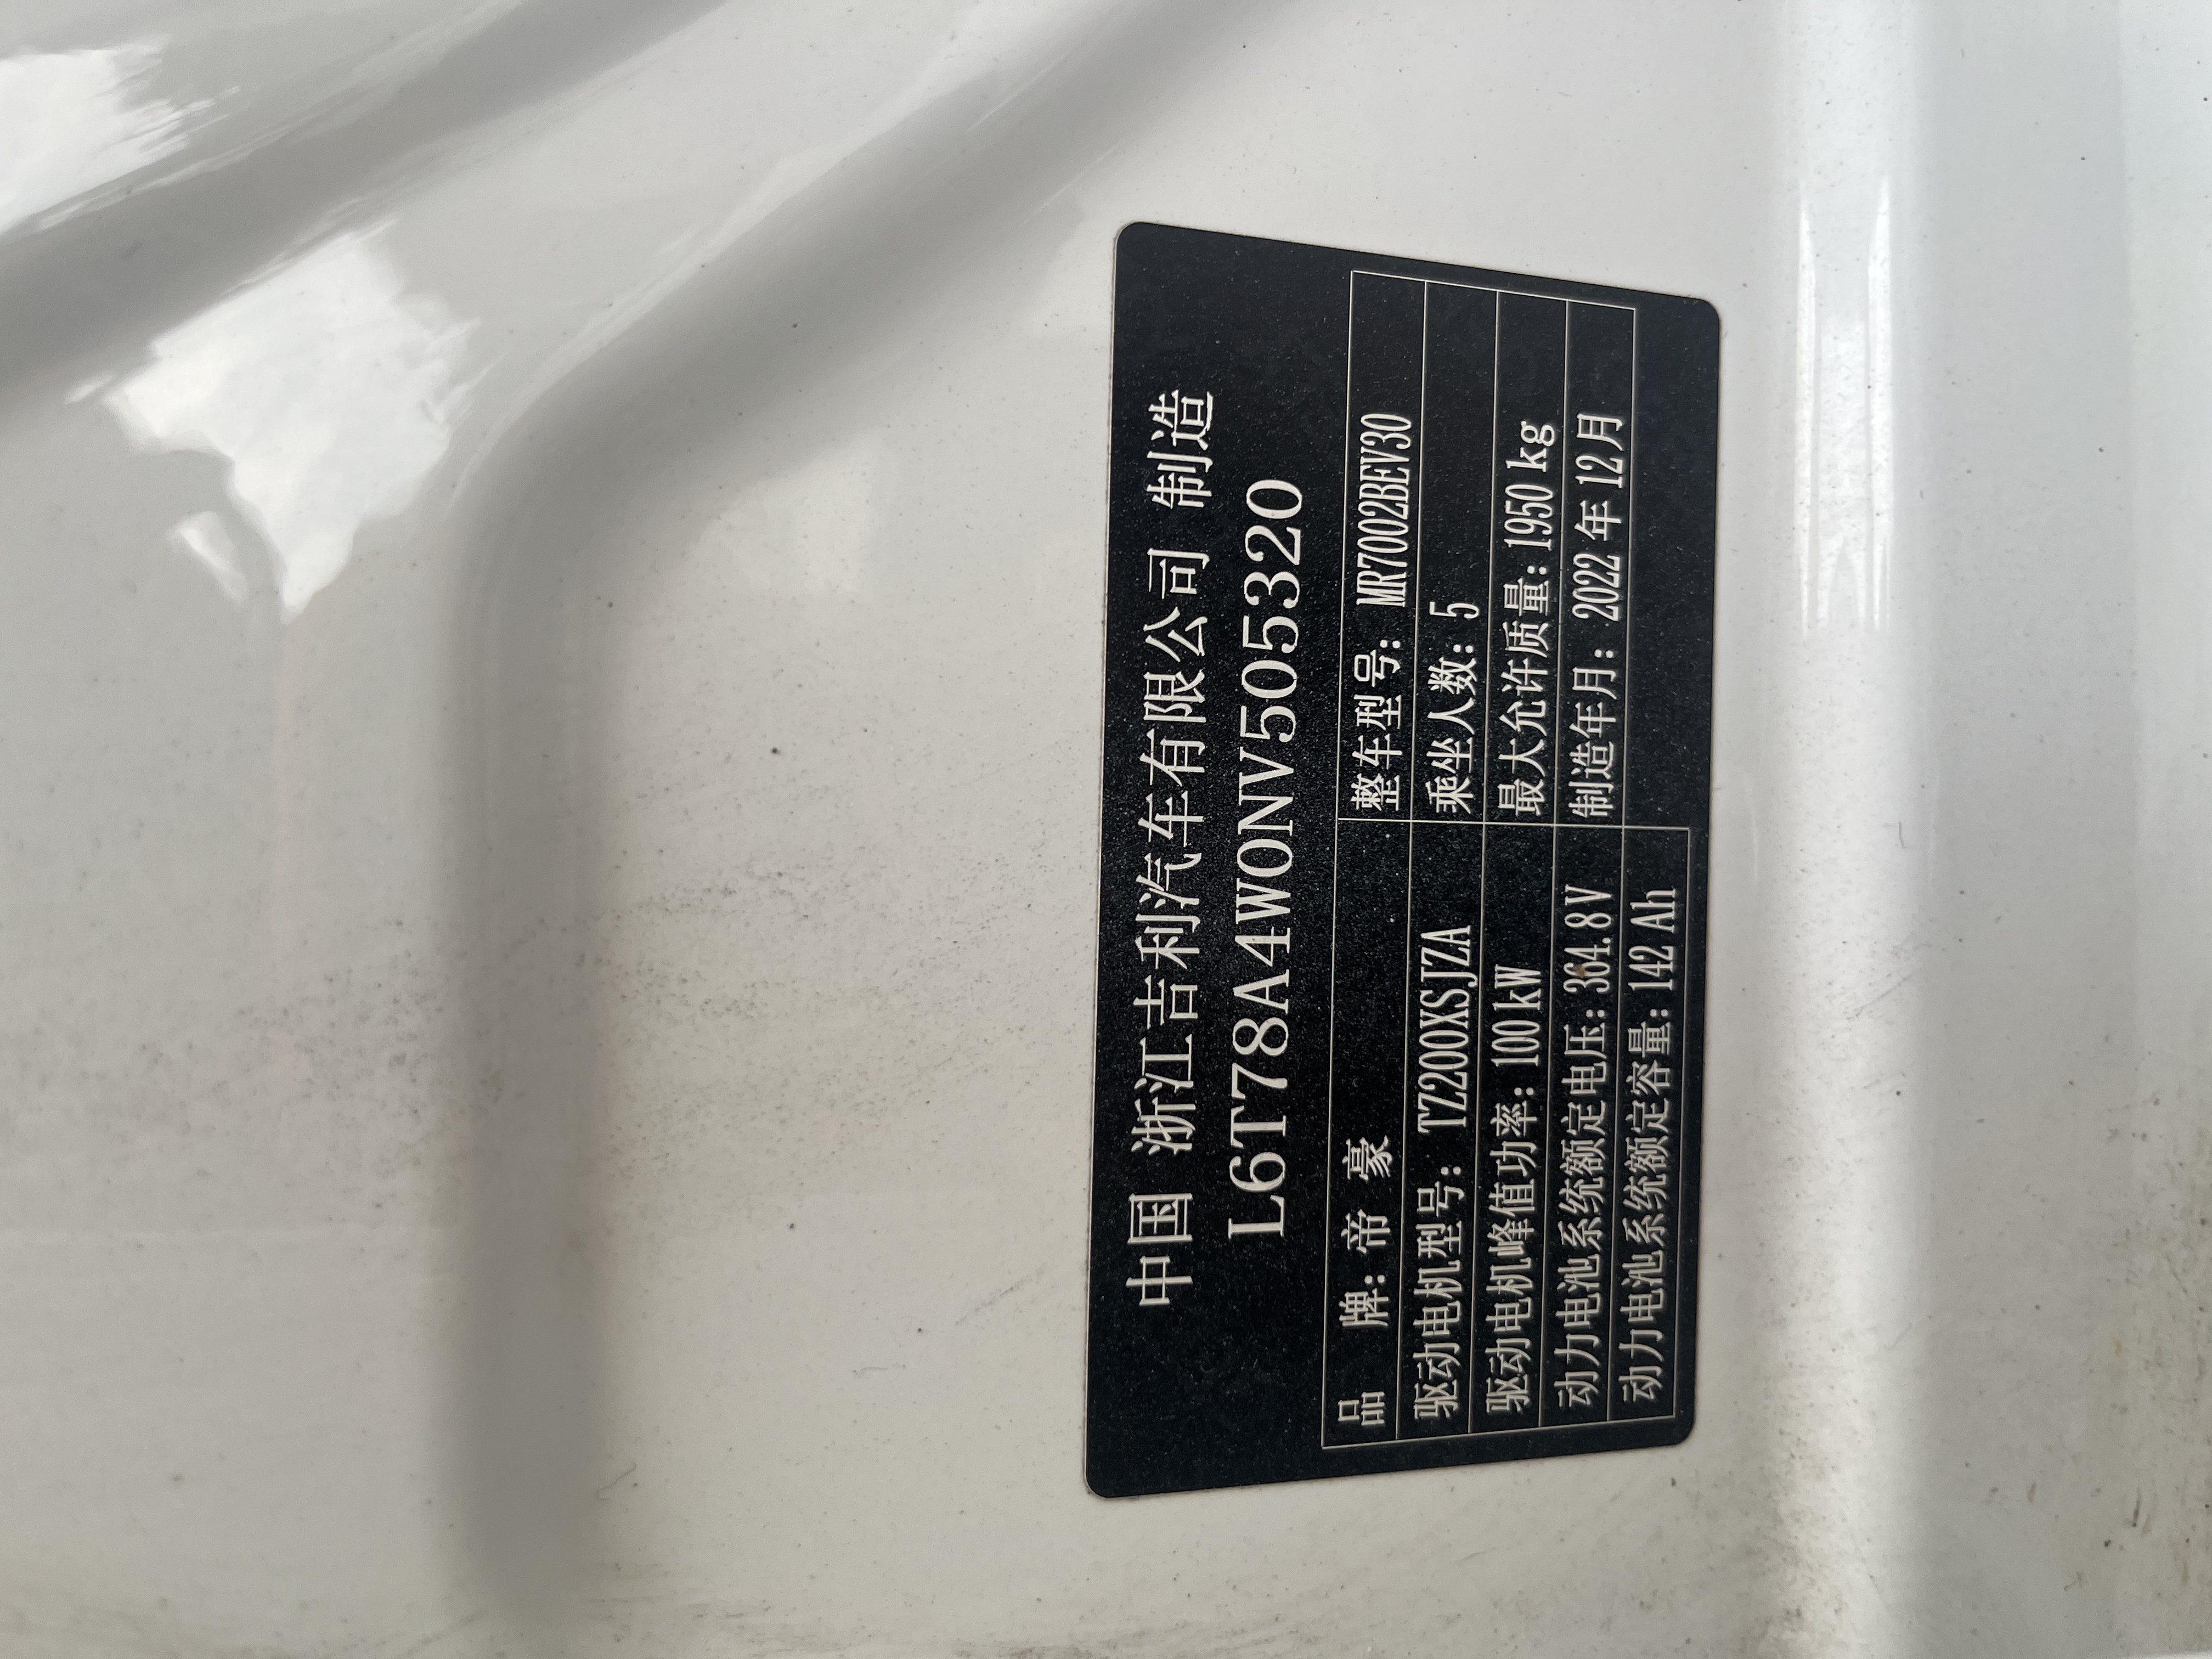 中国 浙江吉利汽车有限公司 制造
L6T78A4W0NV505320
品 牌：帝 豪 整车型号：MR7002BEV30
驱动电机型号：TZ200XSJZA 乘坐人数：5
驱动电机峰值功率：100kW 最大允许质量：1950 kg
动力电池系统额定电压：364.8 V 制造年月：2022 年 12月
动力电池系统额定容量：142 Ah